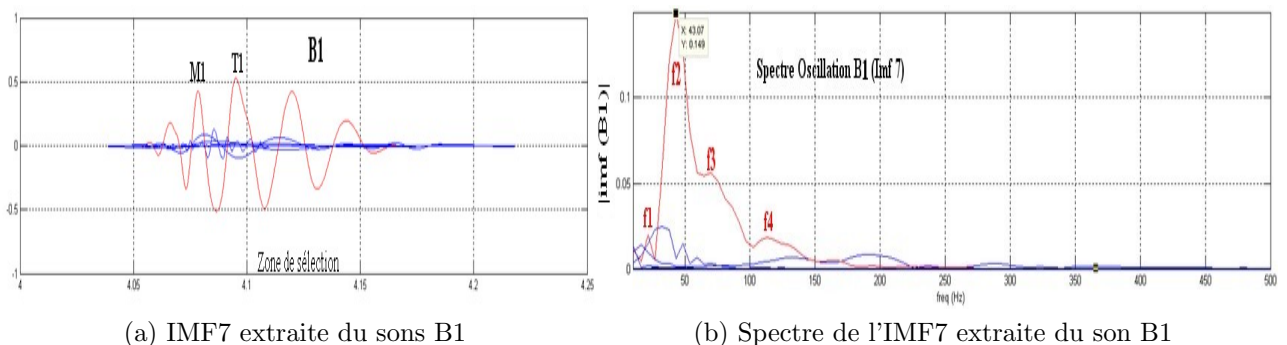 1
0.5
0
-0.5
-1
4
4.05
4.1
4.15
4.2
4.25
M1
T1
B1
Zone de sélection
(a) IMF7 extraite du sons B1
|imf (B1)|
0.1
0.05
0
50
100
150
200
250
300
350
400
450
500
freq (Hz)
X: 43.07
Y: 0.149
Spectre Oscillation B1 (Imf 7)
f1
f2
f3
f4
(b) Spectre de l'IMF7 extraite du son B1